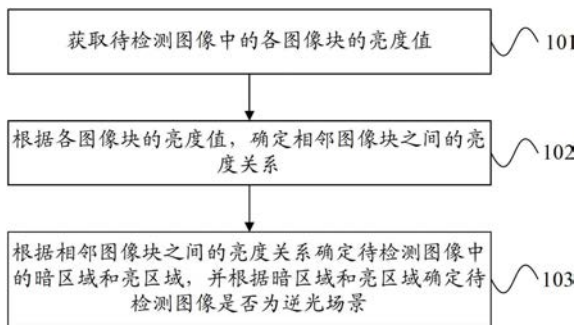 获取待检测图像中的各图像块的亮度值
101
根据各图像块的亮度值，确定相邻图像块之间的亮
度关系
102
根据相邻图像块之间的亮度关系确定待检测图像中
的暗区域和亮区域，并根据暗区域和亮区域确定待
检测图像是否为逆光场景
103